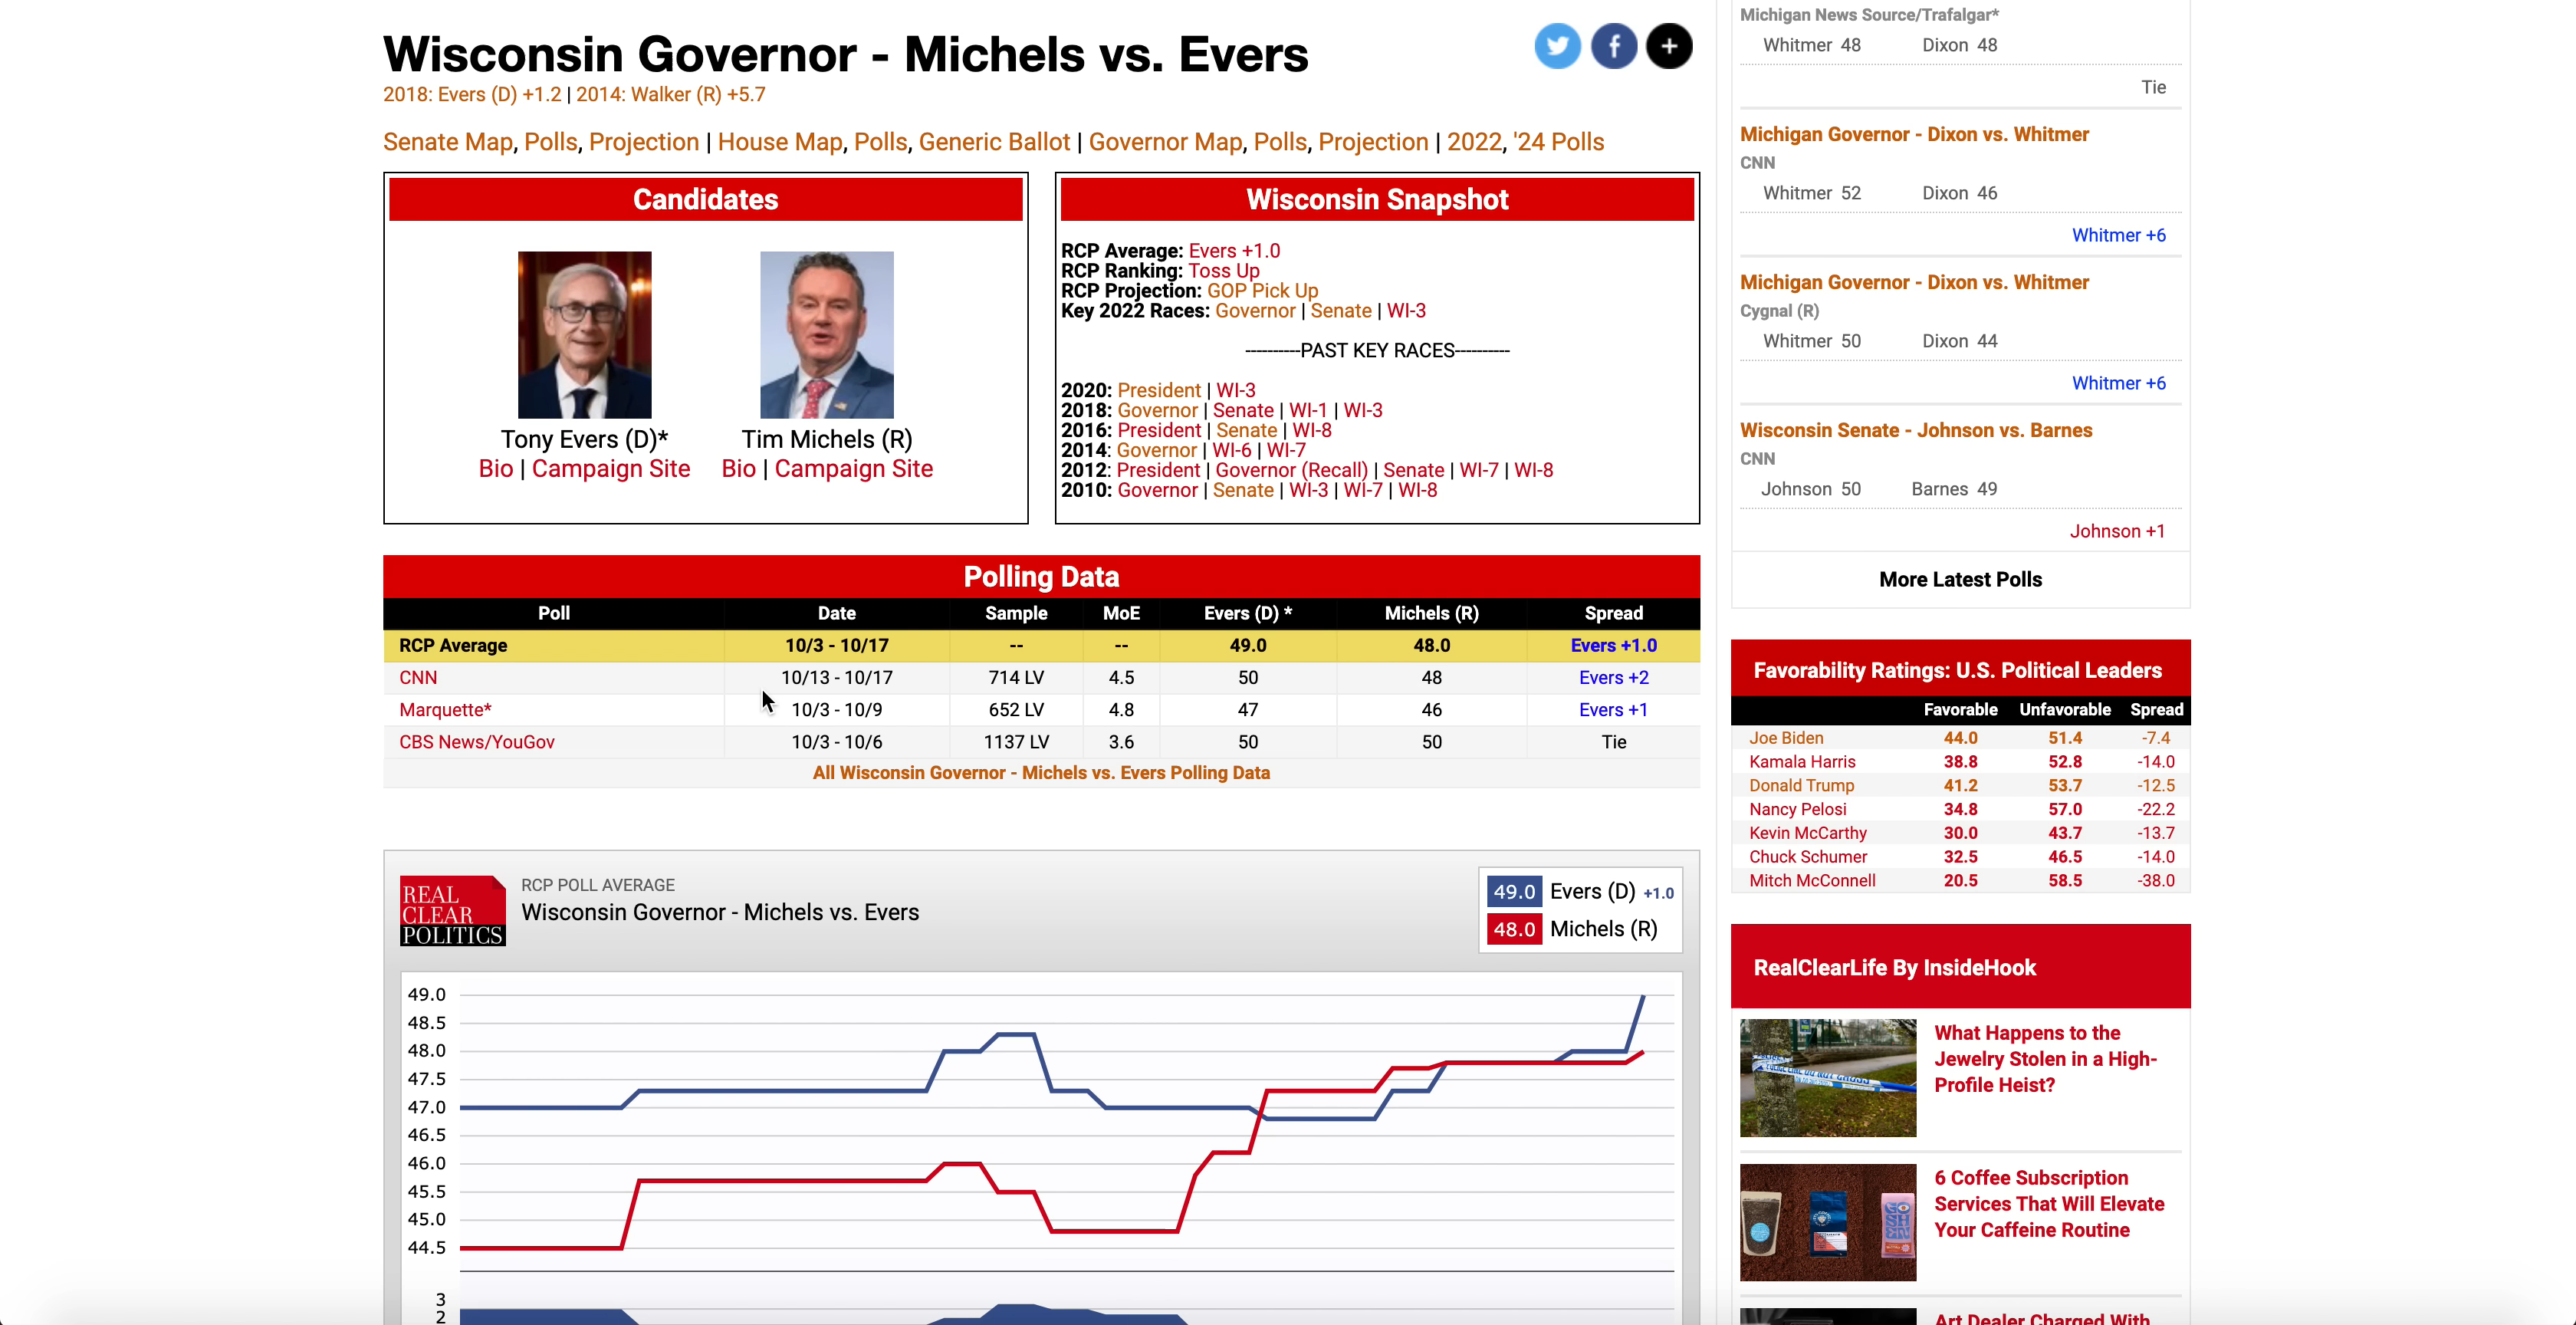 Wisconsin Governor - Michels vs. Evers
2018: Evers (D) +1.2 | 2014: Walker (R) +5.7
Senate Map, Polls, Projection | House Map, Polls, Generic Ballot | Governor Map, Polls, Projection | 2022, '24 Polls
Candidates
Tony Evers (D)* Tim Michels (R)
Bio | Campaign Site Bio | Campaign Site
Wisconsin Snapshot
RCP Average: Evers +1.0
RCP Ranking: Toss Up
RCP Projection: GOP Pick Up
Key 2022 Races: Governor | Senate | WI-3
----------PAST KEY RACES----------
2020: President | WI-3
2018: Governor | Senate | WI-1 | WI-3
2016: President | Senate | WI-8
2014: Governor | WI-6 | WI-7
2012: President | Governor (Recall) | Senate | WI-7 | WI-8
2010: Governor | Senate | WI-3 | WI-7 | WI-8
Polling Data
Poll Date Sample MoE Evers (D) * Michels (R) Spread
RCP Average 10/3 - 10/17 -- -- 49.0 48.0 Evers +1.0
CNN 10/13 - 10/17 714 LV 4.5 50 48 Evers +2
Marquette* 10/3 - 10/9 652 LV 4.8 47 46 Evers +1
CBS News/YouGov 10/3 - 10/6 1137 LV 3.6 50 50 Tie
All Wisconsin Governor - Michels vs. Evers Polling Data
REAL
CLEAR
POLITICS
RCP POLL AVERAGE
Wisconsin Governor - Michels vs. Evers
49.0 Evers (D) +1.0
48.0 Michels (R)
49.0
48.5
48.0
47.5
47.0
46.5
46.0
45.5
45.0
44.5
3
2
Michigan News Source/Trafalgar*
Whitmer 48 Dixon 48
Tie
Michigan Governor - Dixon vs. Whitmer
CNN
Whitmer 52 Dixon 46
Whitmer +6
Michigan Governor - Dixon vs. Whitmer
Cygnal (R)
Whitmer 50 Dixon 44
Whitmer +6
Wisconsin Senate - Johnson vs. Barnes
CNN
Johnson 50 Barnes 49
Johnson +1
More Latest Polls
Favorability Ratings: U.S. Political Leaders
Favorable Unfavorable Spread
Joe Biden 44.0 51.4 -7.4
Kamala Harris 38.8 52.8 -14.0
Donald Trump 41.2 53.7 -12.5
Nancy Pelosi 34.8 57.0 -22.2
Kevin McCarthy 30.0 43.7 -13.7
Chuck Schumer 32.5 46.5 -14.0
Mitch McConnell 20.5 58.5 -38.0
RealClearLife By InsideHook
What Happens to the
Jewelry Stolen in a High-
Profile Heist?
6 Coffee Subscription
Services That Will Elevate
Your Caffeine Routine
Art Dealer Charged With